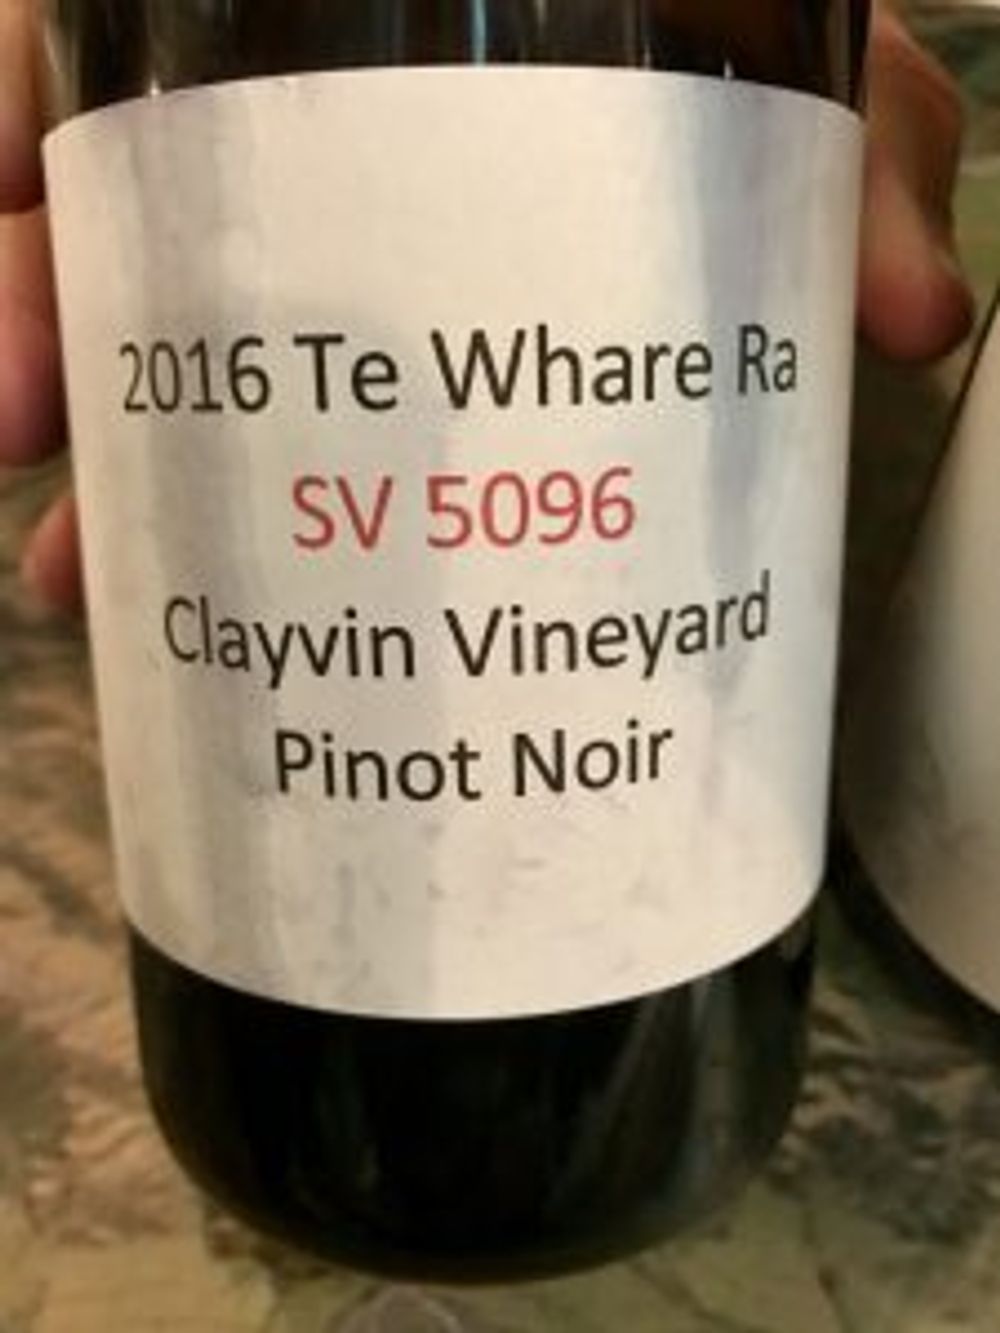 2016 Te Whare Ra
SV 5096
Clayvin Vineyard
Pinot Noir